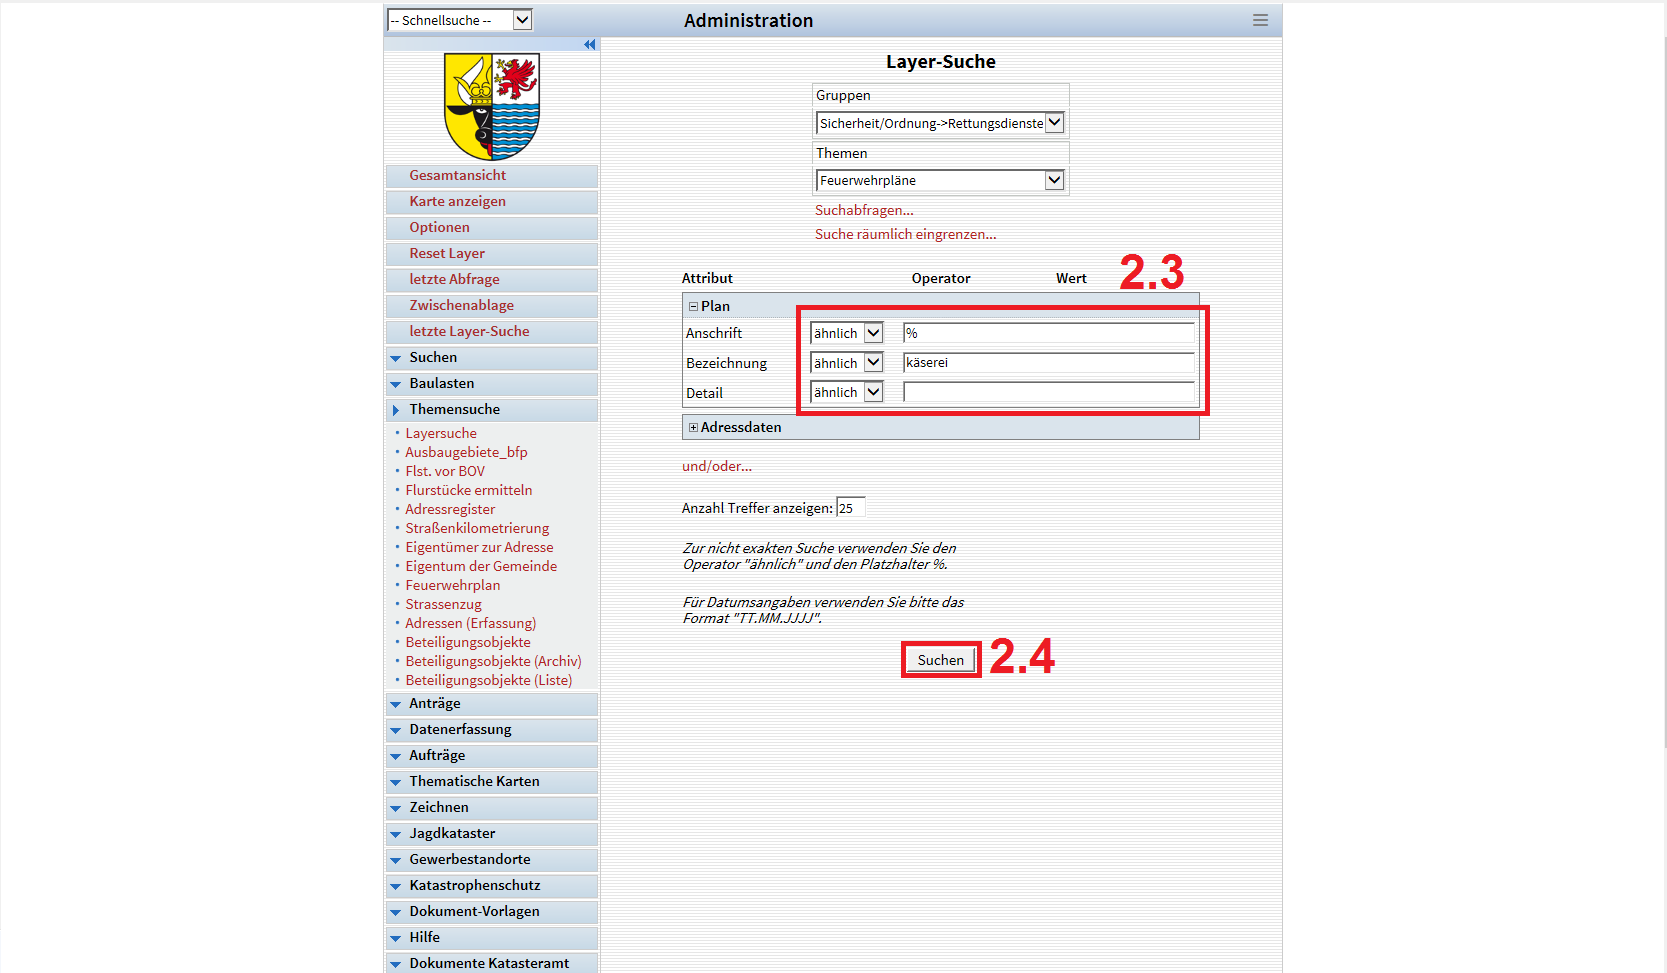 -- Schnellsuche --
Administration
Gesamtansicht
Karte anzeigen
Optionen
Reset Layer
letzte Abfrage
Zwischenablage
letzte Layer-Suche
Suchen
Baulasten
Themensuche
Layersuche
Ausbaugebiete_bfp
Flst. vor BOV
Flurstücke ermitteln
Adressregister
Straßenkilometrierung
Eigentümer zur Adresse
Eigentum der Gemeinde
Feuerwehrplan
Strassenzug
Adressen (Erfassung)
Beteiligungsobjekte
Beteiligungsobjekte (Archiv)
Beteiligungsobjekte (Liste)
Anträge
Datenerfassung
Aufträge
Thematische Karten
Zeichnen
Jagdkataster
Gewerbestandorte
Katastrophenschutz
Dokument-Vorlagen
Hilfe
Dokumente Katasteramt
Layer-Suche
Gruppen
Sicherheit/Ordnung->Rettungsdienste
Themen
Feuerwehrpläne
Suchabfragen...
Suche räumlich eingrenzen...
Attribut Operator Wert 2.3
Plan
Anschrift ähnlich %
Bezeichnung ähnlich käserei
Detail ähnlich
Adressdaten
und/oder...
Anzahl Treffer anzeigen: 25
Zur nicht exakten Suche verwenden Sie den
Operator "ähnlich" und den Platzhalter %.
Für Datumsangaben verwenden Sie bitte das
Format "TT.MM.JJJJ".
Suchen 2.4